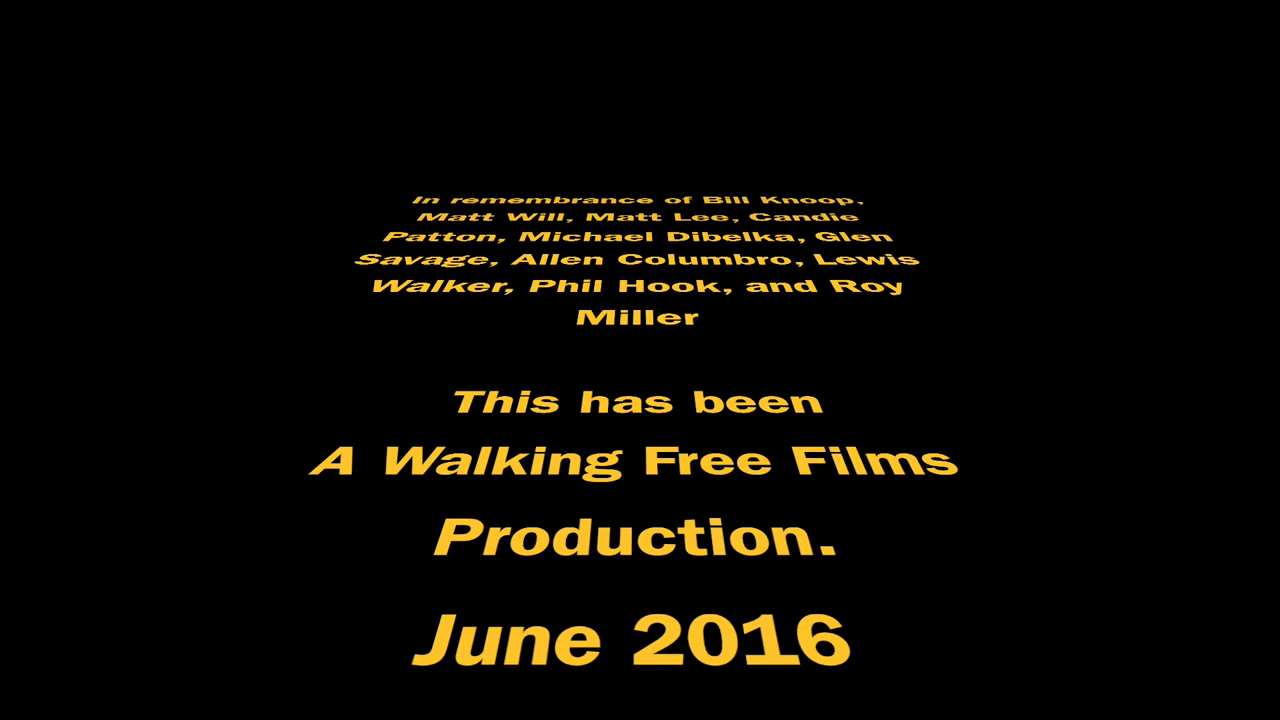 In remembrance of Bill Knoop,
Matt Will, Matt Lee, Candie
Patton, Michael Dibelka, Glen
Savage, Allen Columbro, Lewis
Walker, Phil Hook, and Roy
Miller
This has been
A Walking Free Films
Production.
June 2016